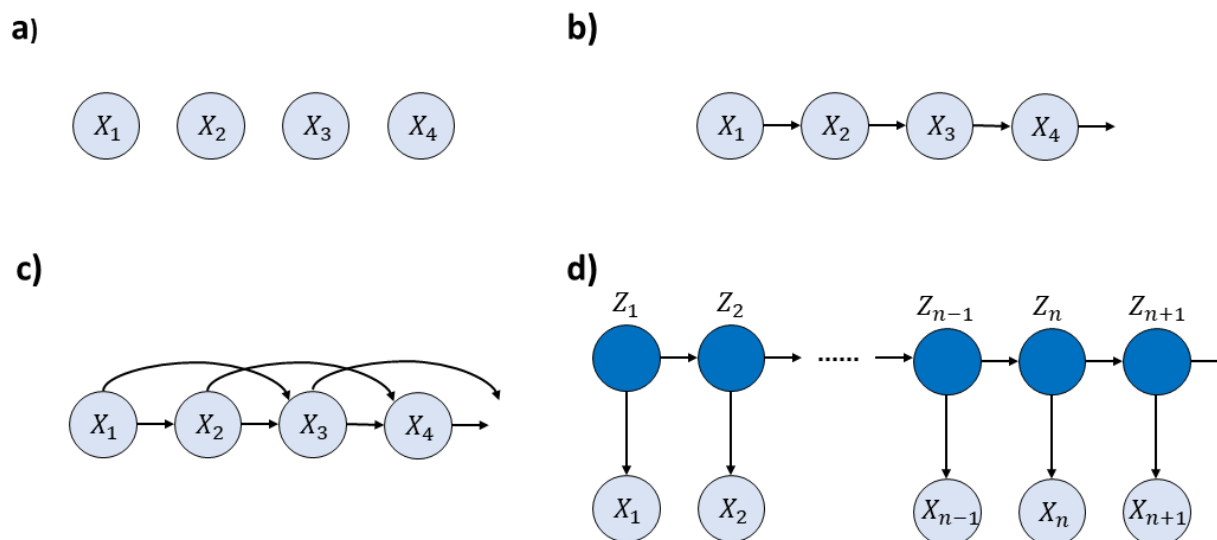 a)
X₁ X₂ X₃ X₄
b)
X₁ X₂ X₃ X₄
c)
X₁ X₂ X₃ X₄
d)
Z₁ Z₂ Zₙ₋₁ Zₙ Zₙ₊₁
......
X₁ X₂ Xₙ₋₁ Xₙ Xₙ₊₁